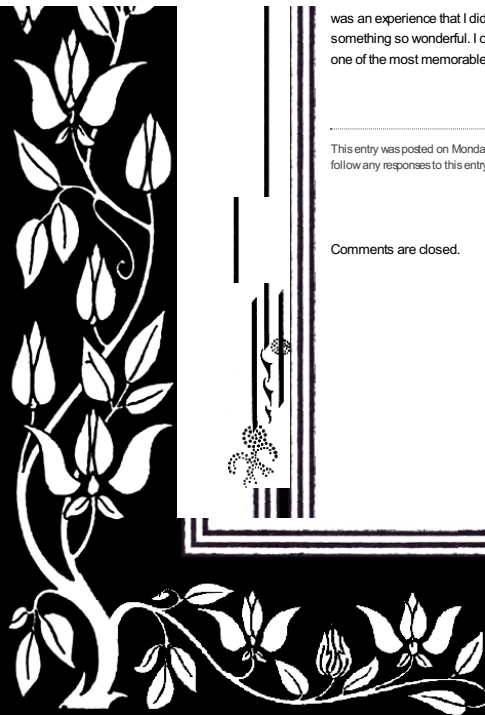 was an experience that I did
something so wonderful. I
one of the most memorable
This entry was posted on Monda
follow any responses to this entry
Comments are closed.